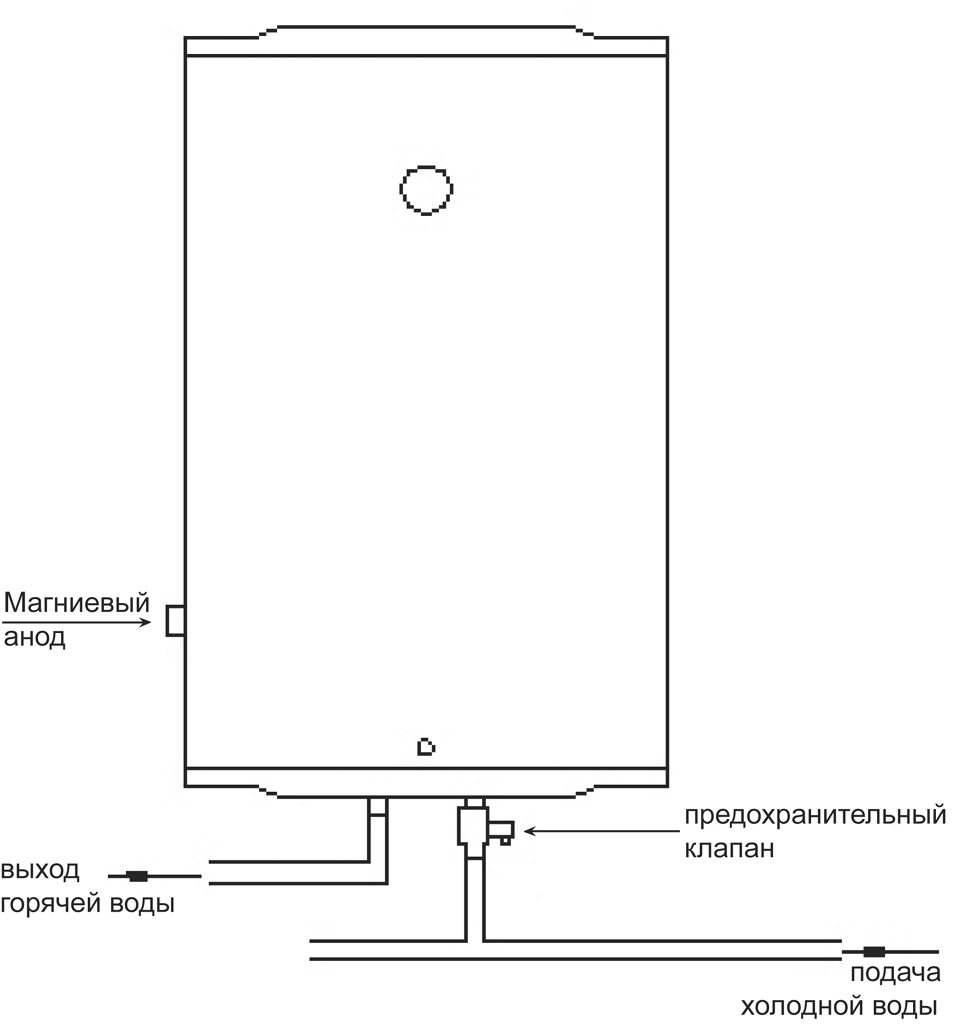 Магниевый
анод
предохранительный
клапан
выход
горячей воды
подача
холодной воды